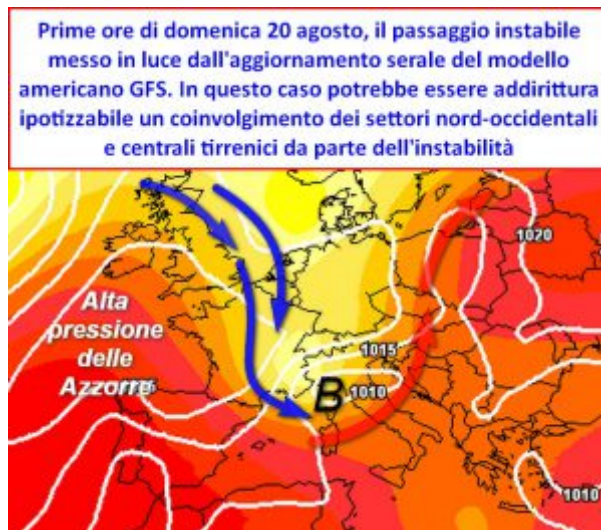 Prime ore di domenica 20 agosto, il passaggio instabile
messo in luce dall'aggiornamento serale del modello
americano GFS. In questo caso potrebbe essere addirittura
ipotizzabile un coinvolgimento dei settori nord-occidentali
e centrali tirrenici da parte dell'instabilità
1020
Alta
pressione
delle
Azzorre
1015
B
1010
1010